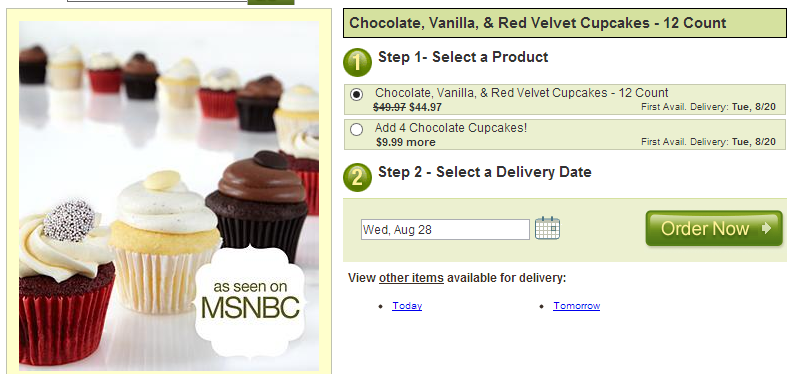 Chocolate, Vanilla, & Red Velvet Cupcakes - 12 Count
1 Step 1- Select a Product
Chocolate, Vanilla, & Red Velvet Cupcakes - 12 Count
$49.97 $44.97 First Avail. Delivery: Tue, 8/20
Add 4 Chocolate Cupcakes!
$9.99 more First Avail. Delivery: Tue, 8/20
2 Step 2 - Select a Delivery Date
Wed, Aug 28 Order Now
View other items available for delivery:
Today Tomorrow
as seen on
MSNBC